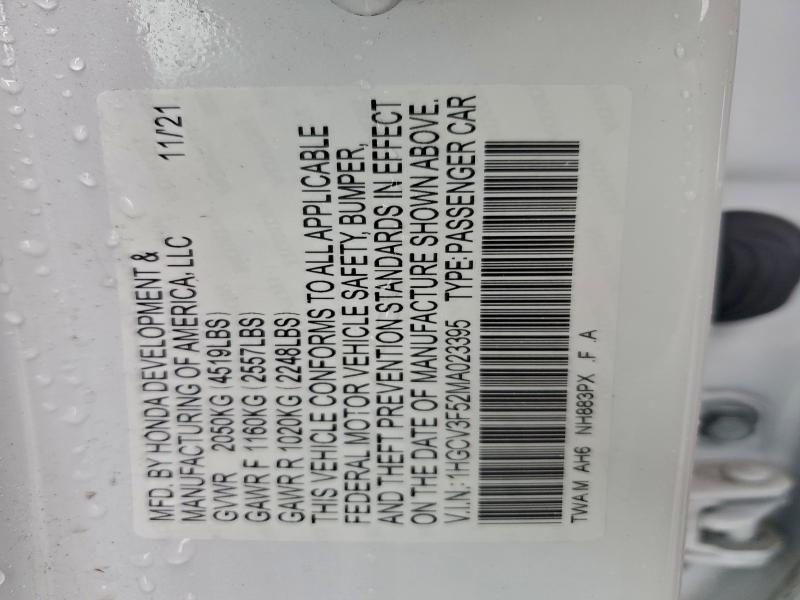 MFD. BY HONDA DEVELOPMENT & 11/'21
MANUFACTURING OF AMERICA, LLC
GVWR 2050KG (4519LBS)
GAWR F 1160KG (2557LBS)
GAWR R 1020KG (2248LBS)
THIS VEHICLE CONFORMS TO ALL APPLICABLE
FEDERAL MOTOR VEHICLE SAFETY, BUMPER,
AND THEFT PREVENTION STANDARDS IN EFFECT
ON THE DATE OF MANUFACTURE SHOWN ABOVE.
V.I.N.: 1HGCV3F52MA023395 TYPE: PASSENGER CAR
TWAM AH6 NH883PX .F .A